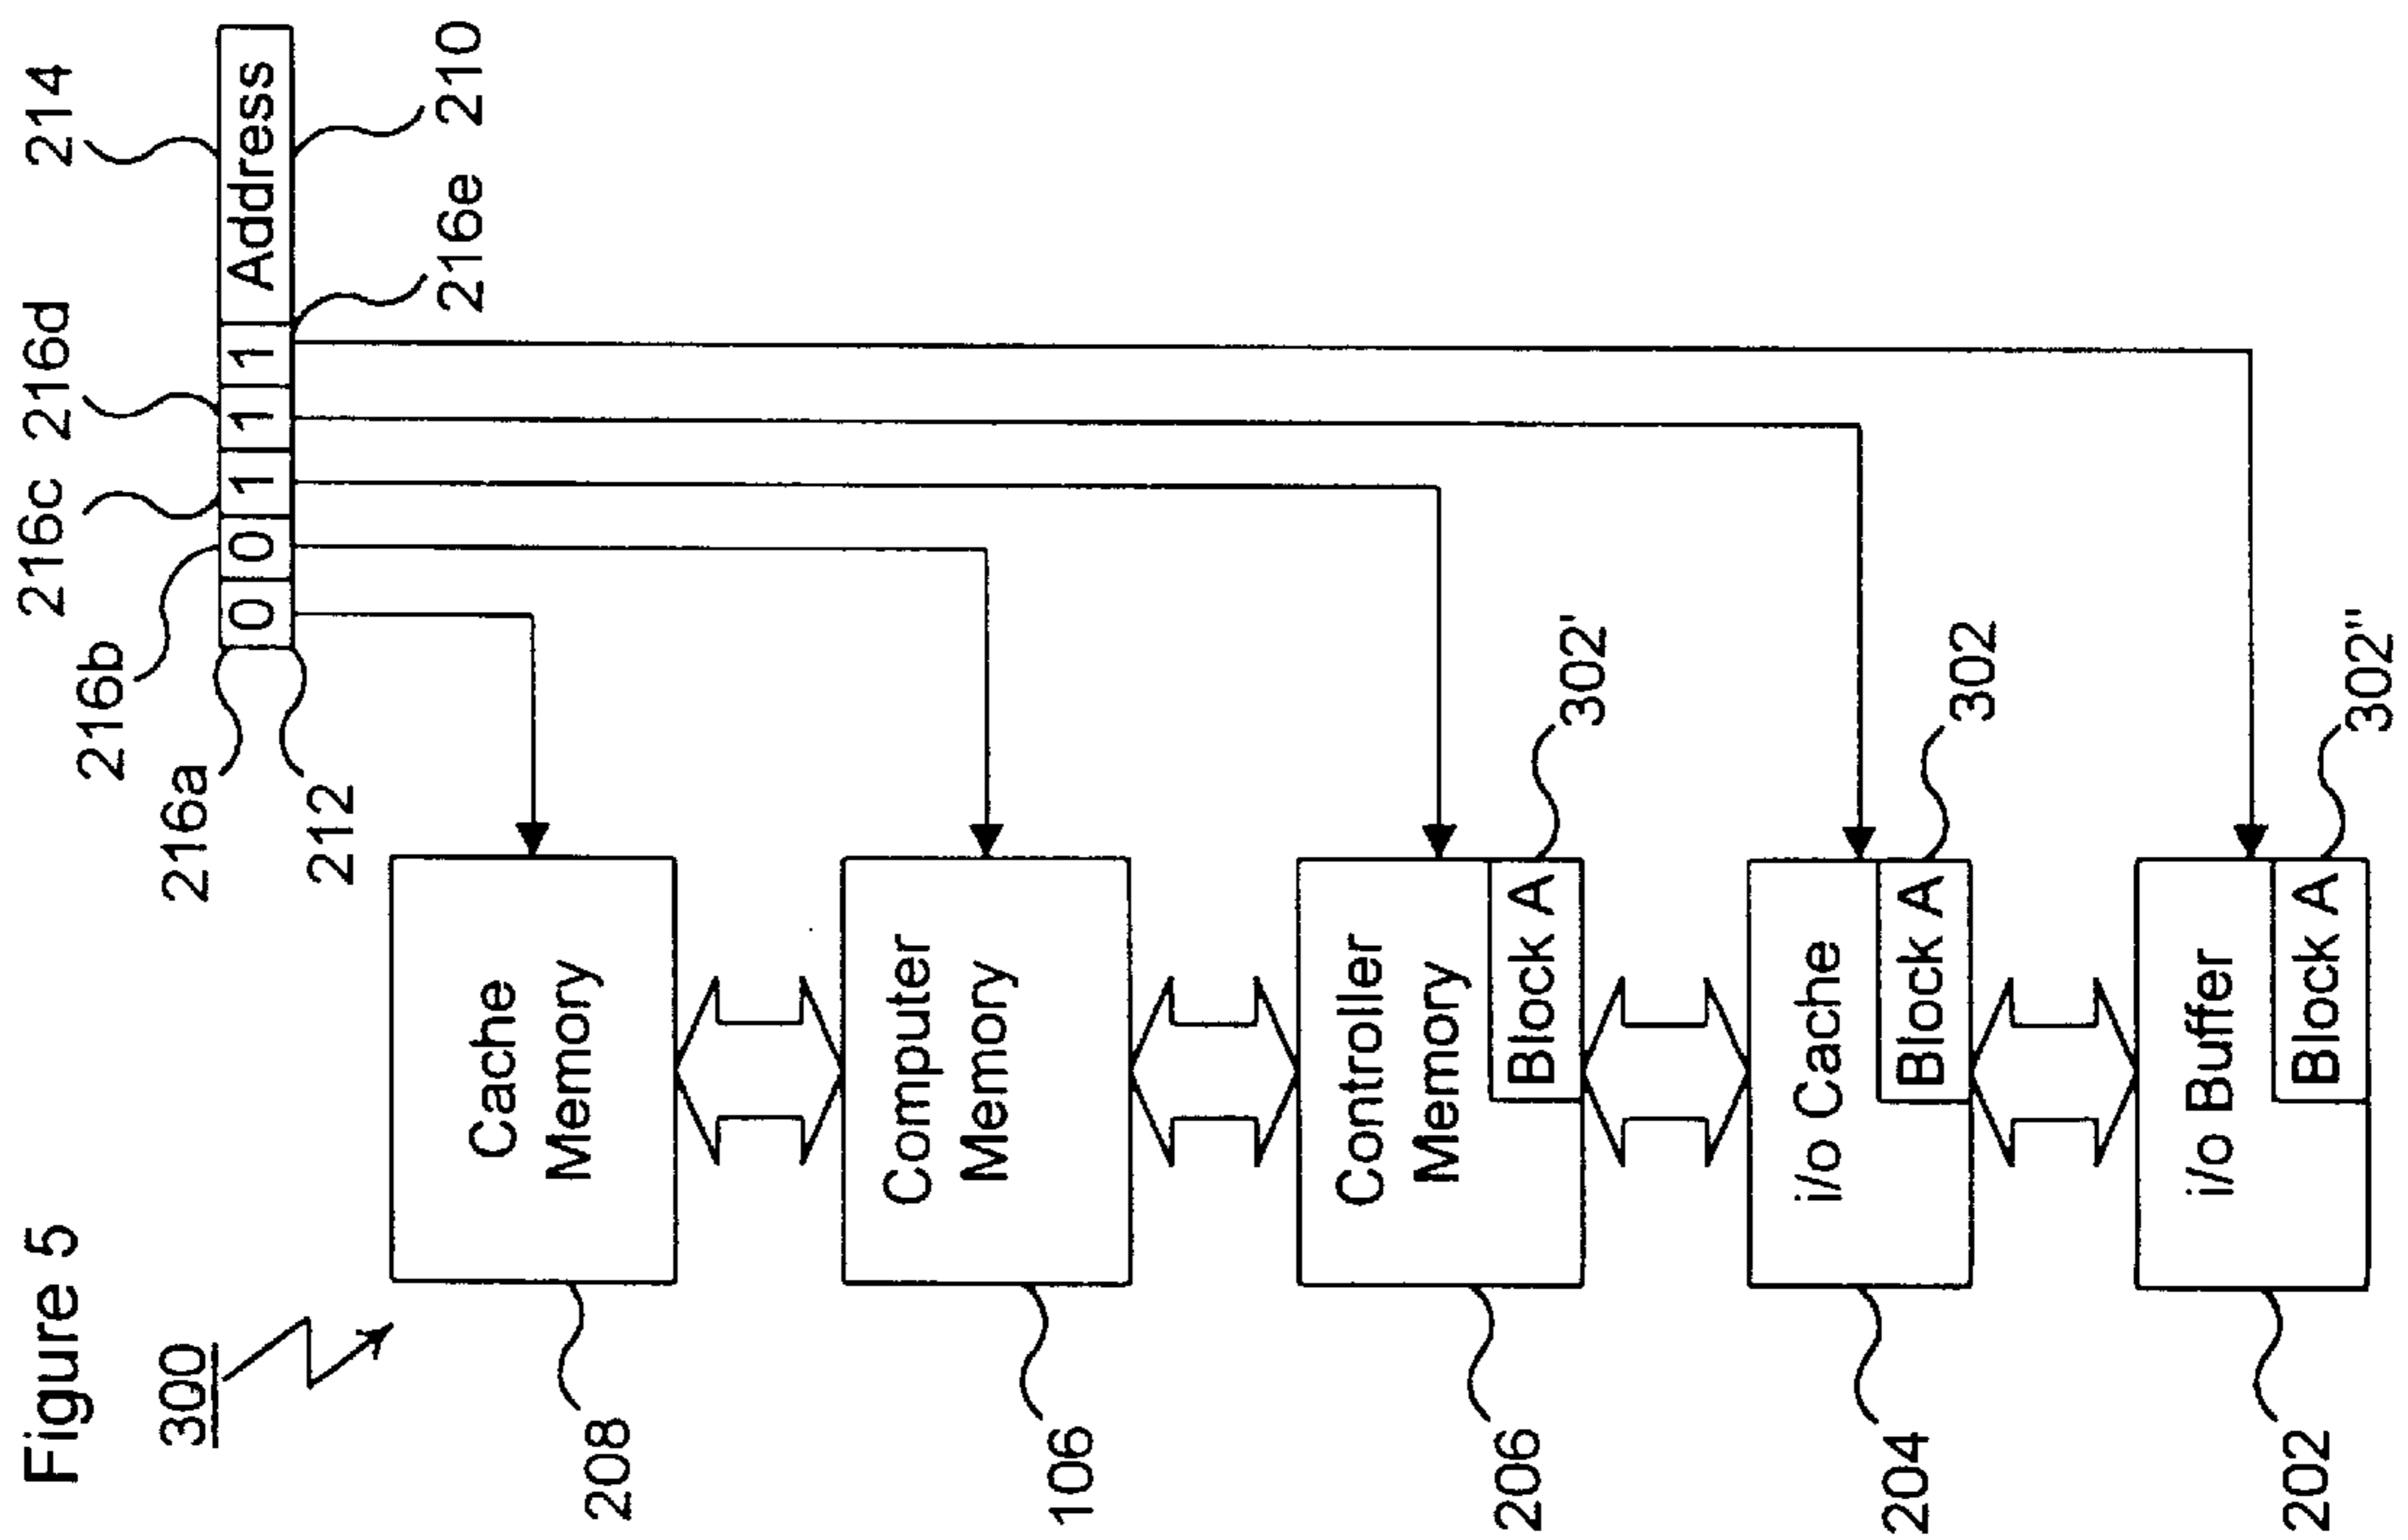 Figure 5
216c
216d
214
216b
300
216a
0 0 1 1 1 Address
212
216e
210
Cache
Memory
208
Computer
Memory
106
Controller
Memory
206
Block A
302'
i/o Cache
204
Block A
302
i/o Buffer
202
Block A
302"